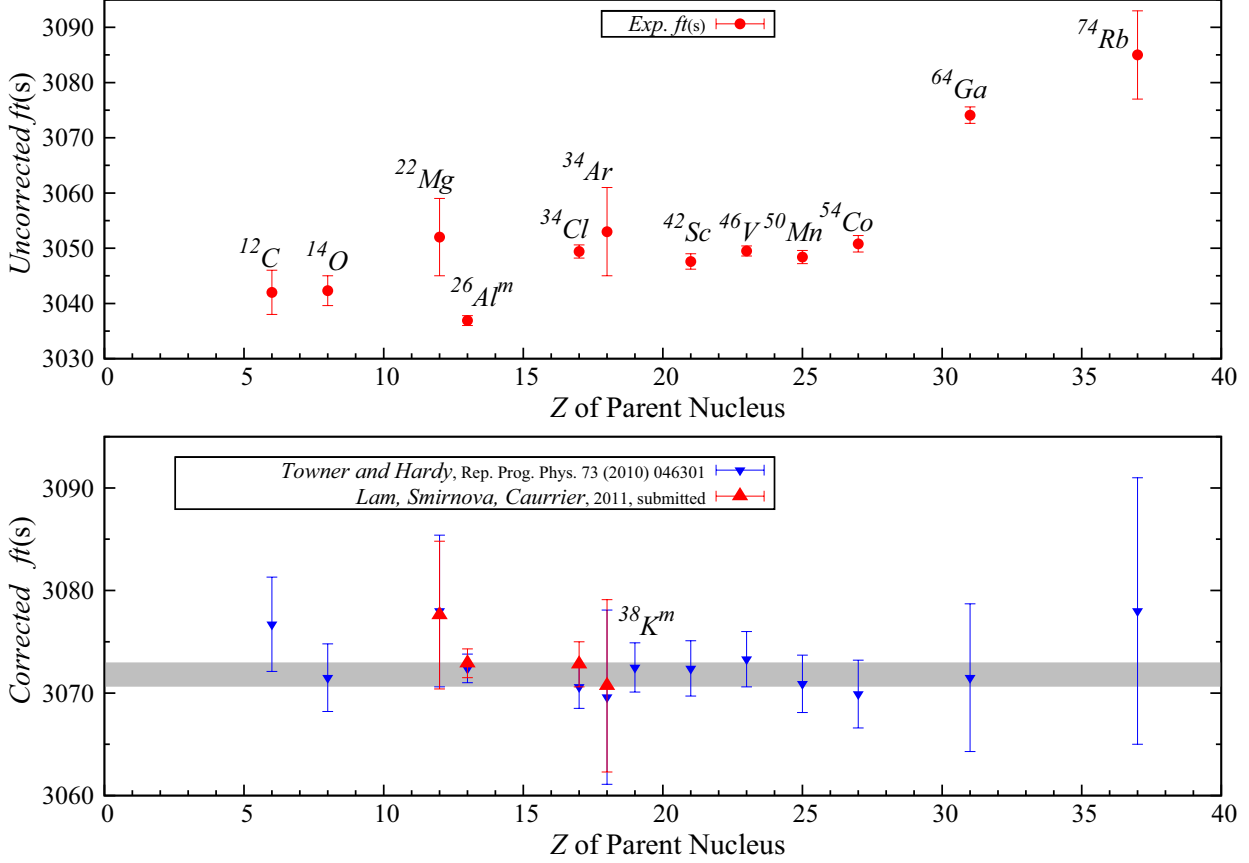 Uncorrected ft(s)
3090
3080
3070
3060
3050
3040
3030
Exp. ft(s)
74Rb
64Ga
34Ar
22Mg
34Cl
42Sc 46V 50Mn 54Co
12C 14O
26Alm
0 5 10 15 20 25 30 35 40
Z of Parent Nucleus
Corrected ft(s)
3090
3080
3070
3060
Towner and Hardy, Rep. Prog. Phys. 73 (2010) 046301
Lam, Smirnova, Caurrier, 2011, submitted
38Km
0 5 10 15 20 25 30 35 40
Z of Parent Nucleus